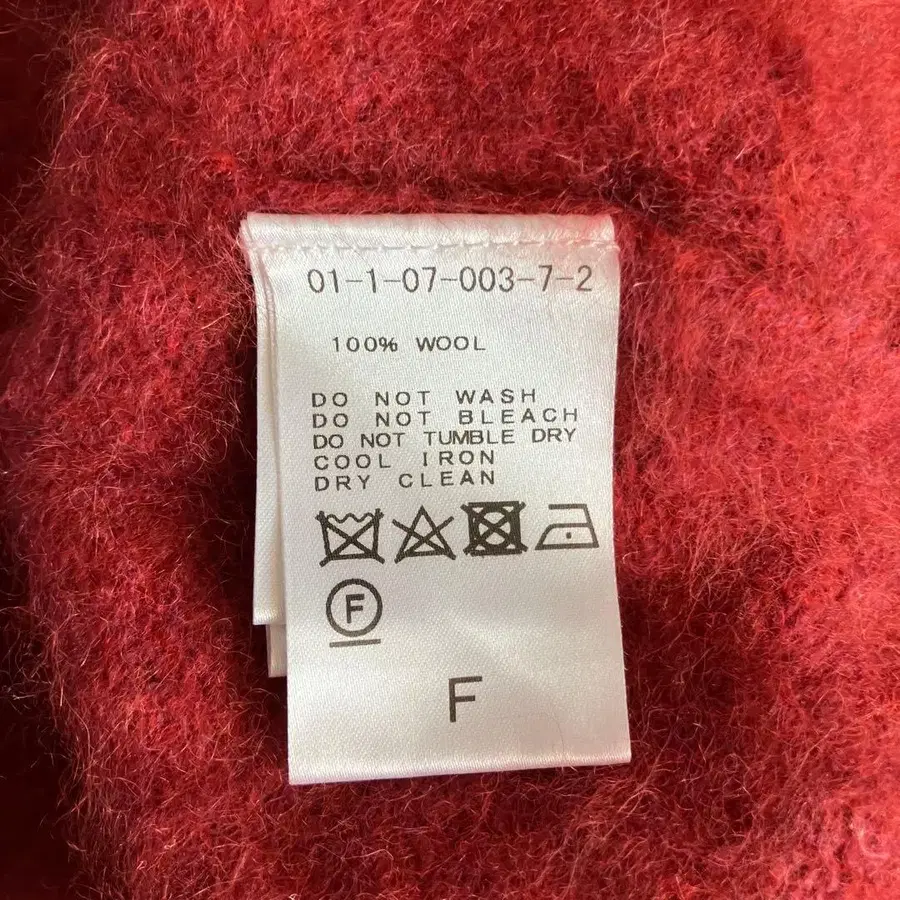 01-1-07-003-7-2
100% WOOL
DO NOT WASH
DO NOT BLEACH
DO NOT TUMBLE DRY
COOL IRON
DRY CLEAN
F
F